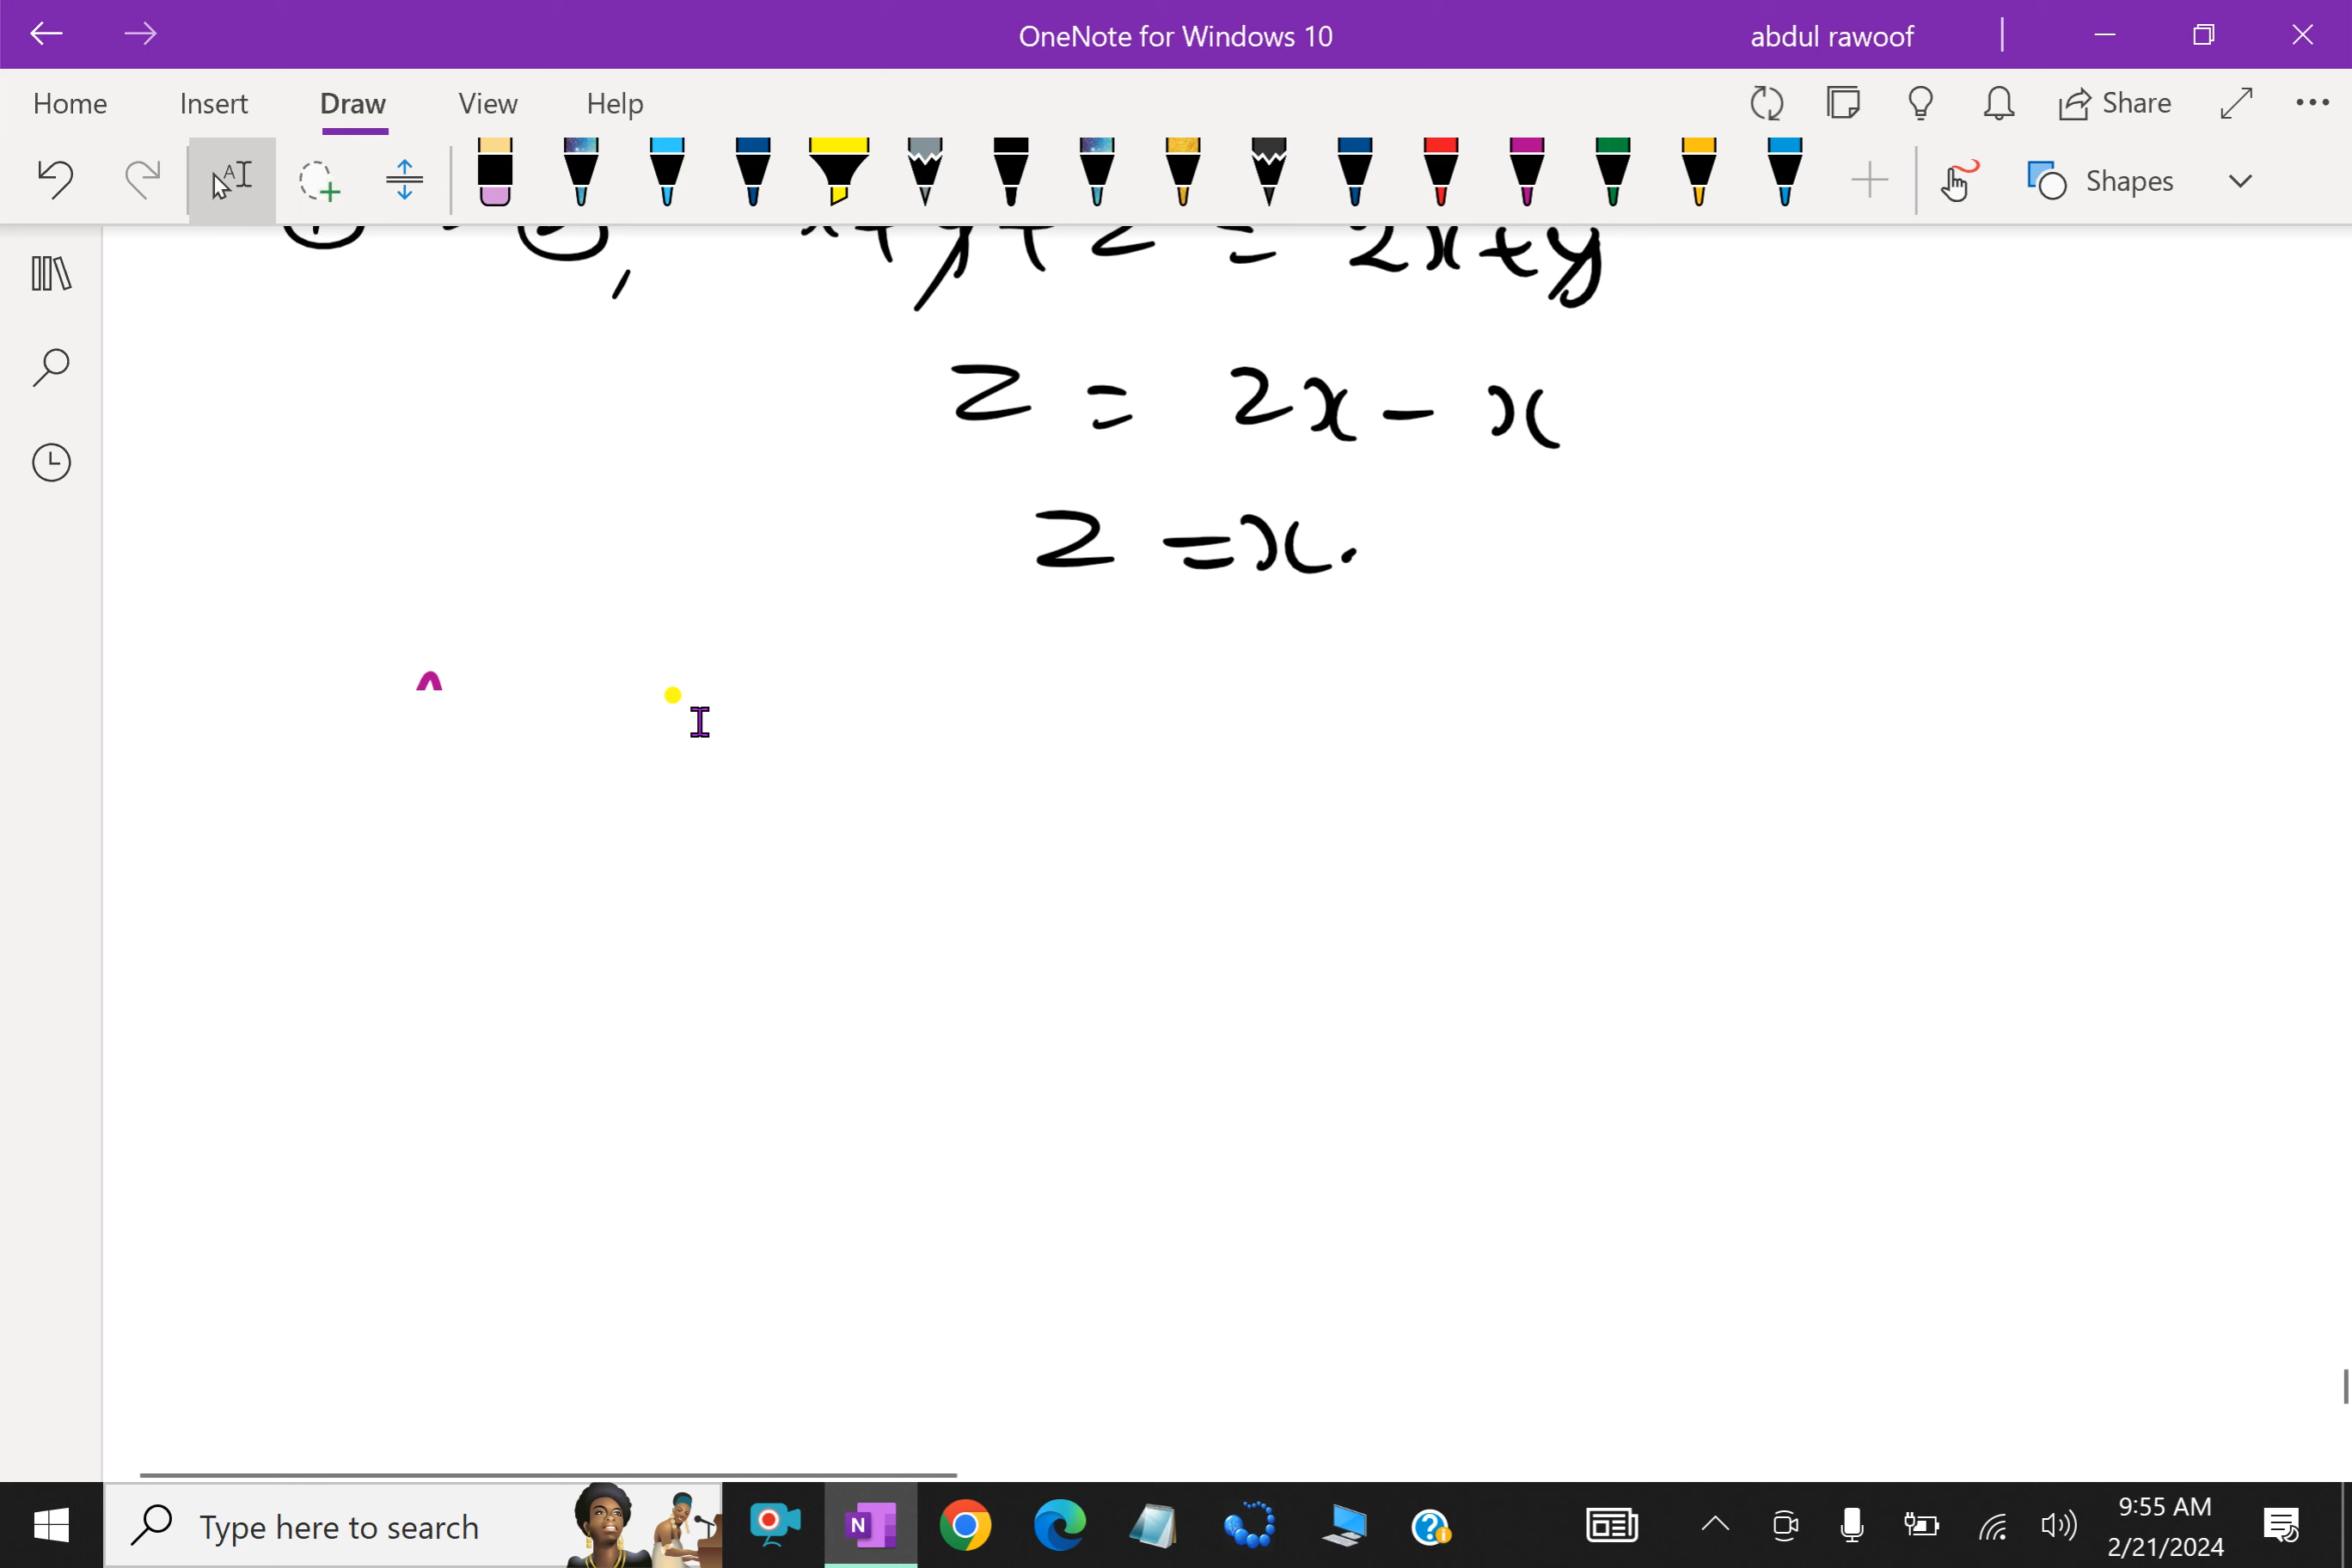 OneNote for Windows 10
abdul rawoof
Home Insert Draw View Help
Share
Shapes
x+y+z = 2x+y
z = 2x - x
z = x.
Type here to search
9:55 AM
2/21/2024